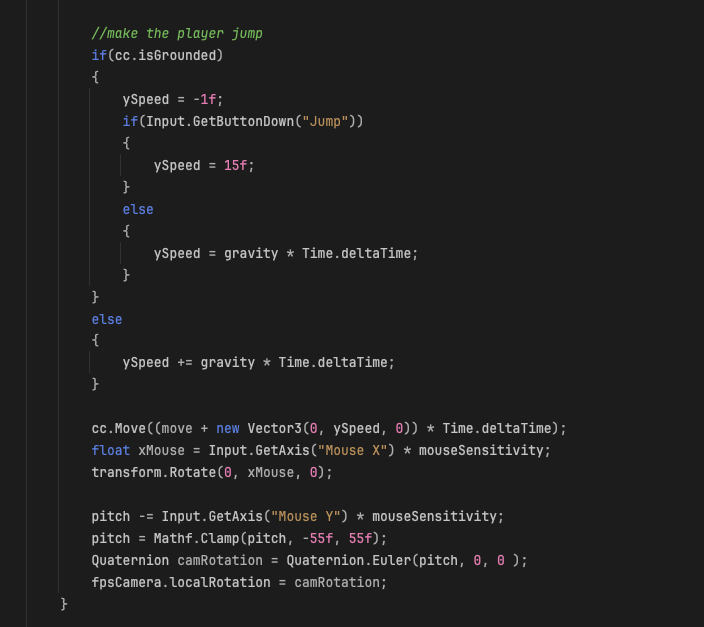 //make the player jump
if(cc.isGrounded)
{
ySpeed = -1f;
if(Input.GetButtonDown("Jump"))
{
ySpeed = 15f;
}
else
{
ySpeed = gravity * Time.deltaTime;
}
}
else
{
ySpeed += gravity * Time.deltaTime;
}
cc.Move((move + new Vector3(0, ySpeed, 0)) * Time.deltaTime);
float xMouse = Input.GetAxis("Mouse X") * mouseSensitivity;
transform.Rotate(0, xMouse, 0);
pitch -= Input.GetAxis("Mouse Y") * mouseSensitivity;
pitch = Mathf.Clamp(pitch, -55f, 55f);
Quaternion camRotation = Quaternion.Euler(pitch, 0, 0 );
fpsCamera.localRotation = camRotation;
}